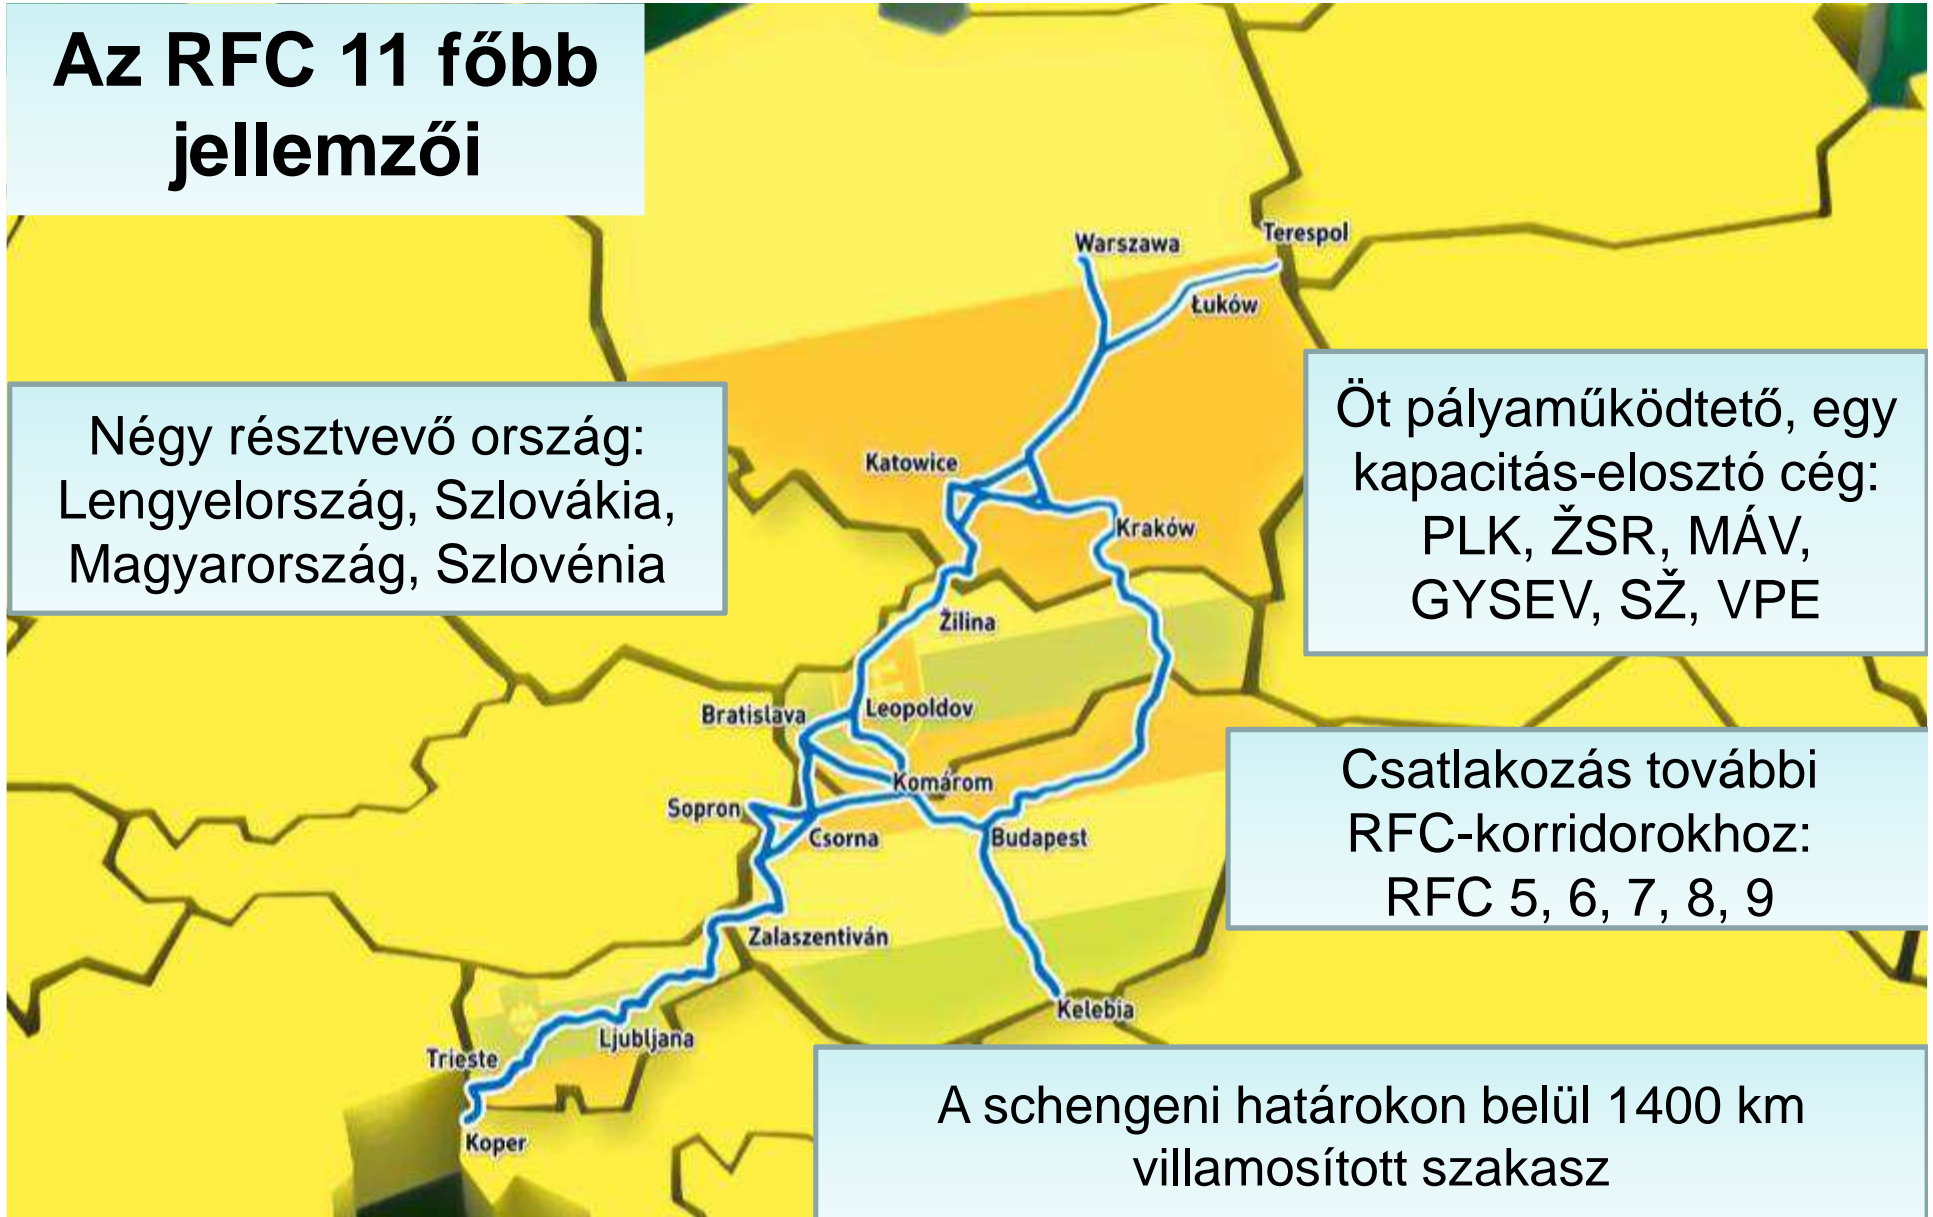 Az RFC 11 főbb
jellemzői
Warszawa
Terespol
Łuków
Négy résztvevő ország:
Lengyelország, Szlovákia,
Magyarország, Szlovénia
Öt pályaműködtető, egy
kapacitás-elosztó cég:
PLK, ŽSR, MÁV,
GYSEV, SŽ, VPE
Katowice
Kraków
Žilina
Bratislava
Leopoldov
Komárom
Sopron
Csorna
Budapest
Csatlakozás további
RFC-korridorokhoz:
RFC 5, 6, 7, 8, 9
Zalaszentiván
Kelebia
Ljubljana
Trieste
Koper
A schengeni határokon belül 1400 km
villamosított szakasz